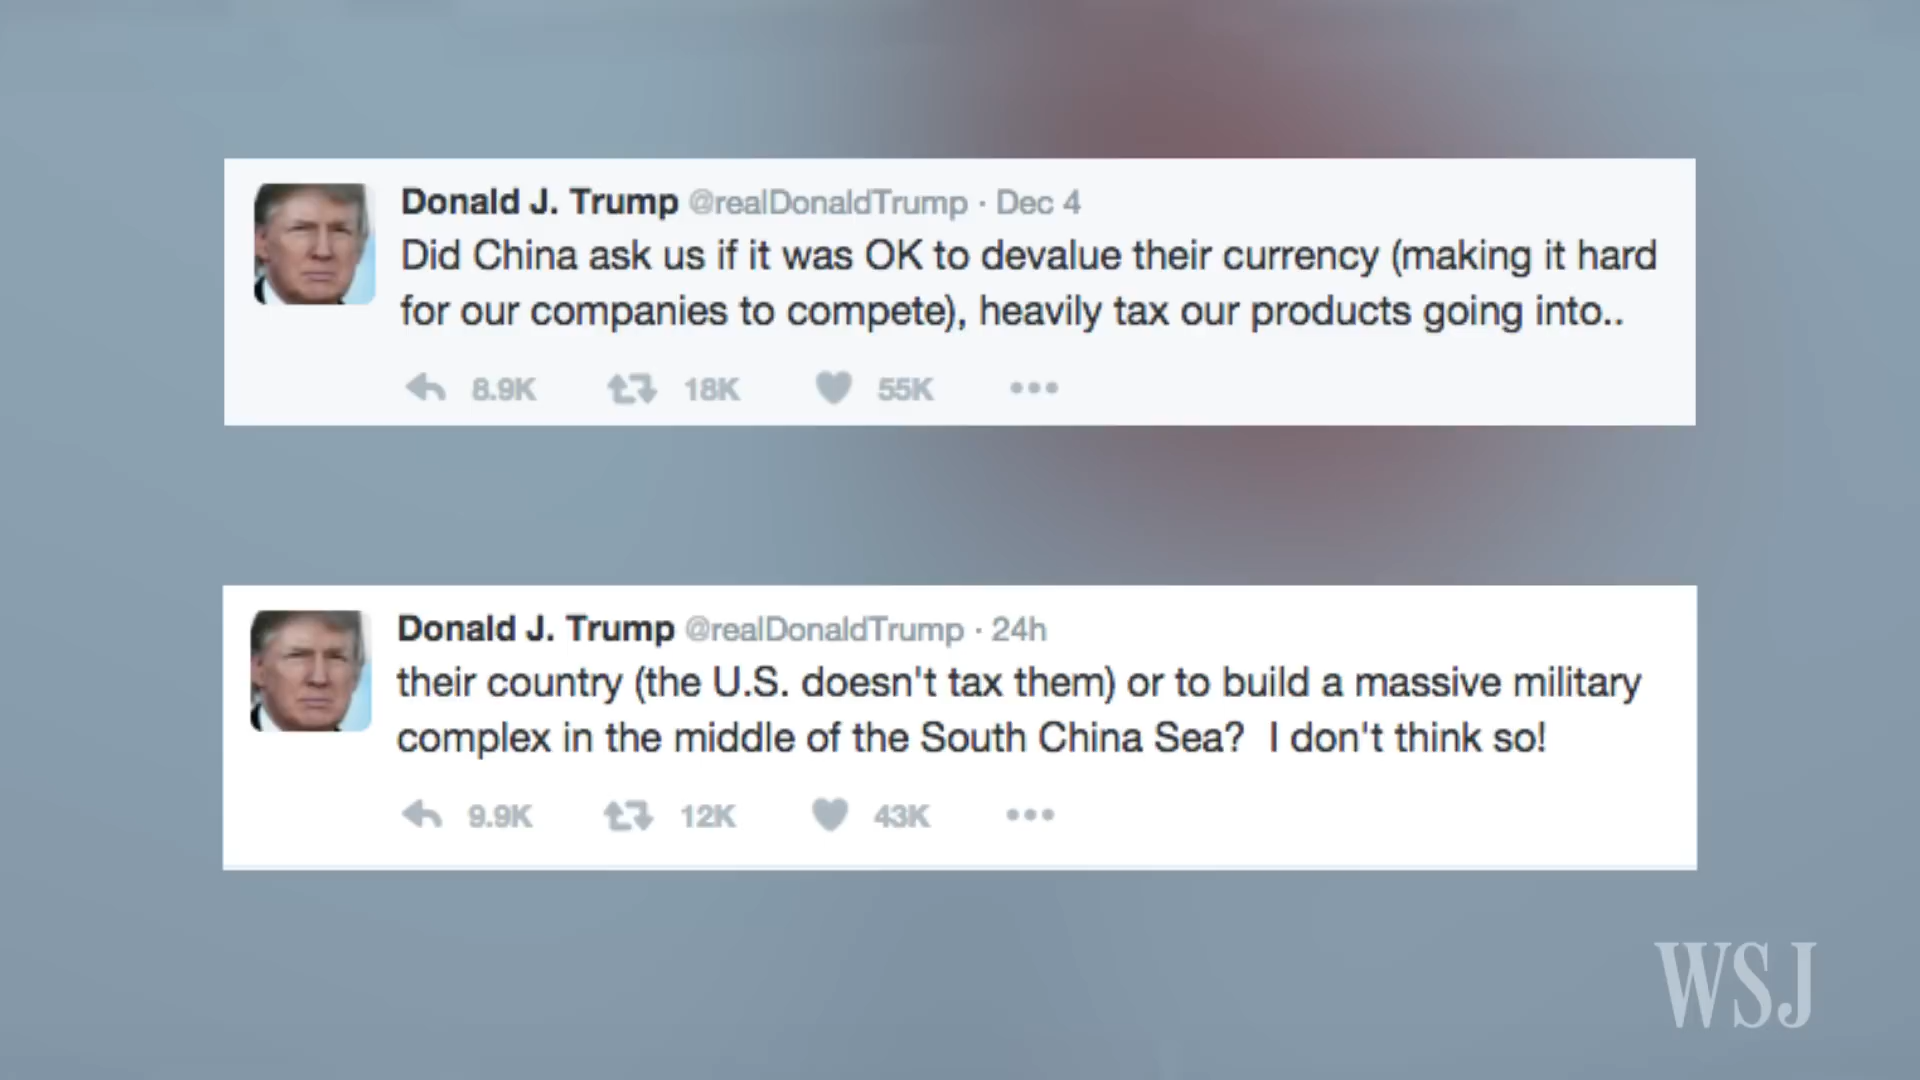 Donald J. Trump @realDonaldTrump · Dec 4
Did China ask us if it was OK to devalue their currency (making it hard
for our companies to compete), heavily tax our products going into..
8.9K 18K 55K
Donald J. Trump @realDonaldTrump · 24h
their country (the U.S. doesn't tax them) or to build a massive military
complex in the middle of the South China Sea?  I don't think so!
9.9K 12K 43K
WSJ